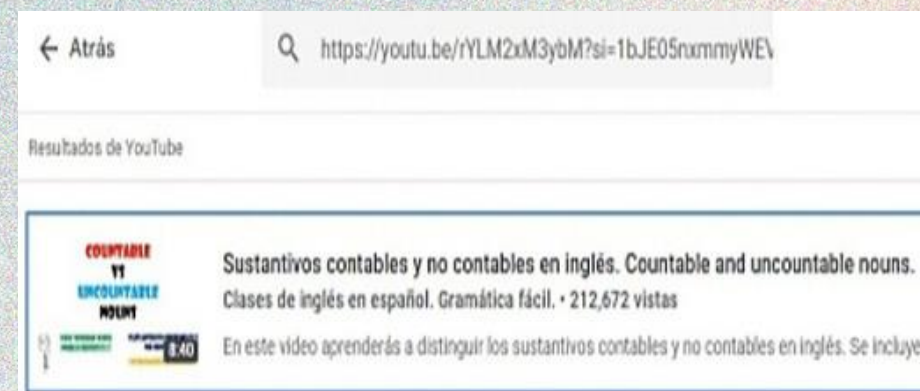 ← Atrás
https://youtu.be/rYLM2xM3ybM?si=1bJE05nxmmyWEV
Resultados de YouTube
COUNTABLE
VS
UNCOUNTABLE
NOUNS
8:40
Sustantivos contables y no contables en inglés. Countable and uncountable nouns.
Clases de inglés en español. Gramática fácil. • 212,672 vistas
En este video aprenderás a distinguir los sustantivos contables y no contables en inglés. Se incluye